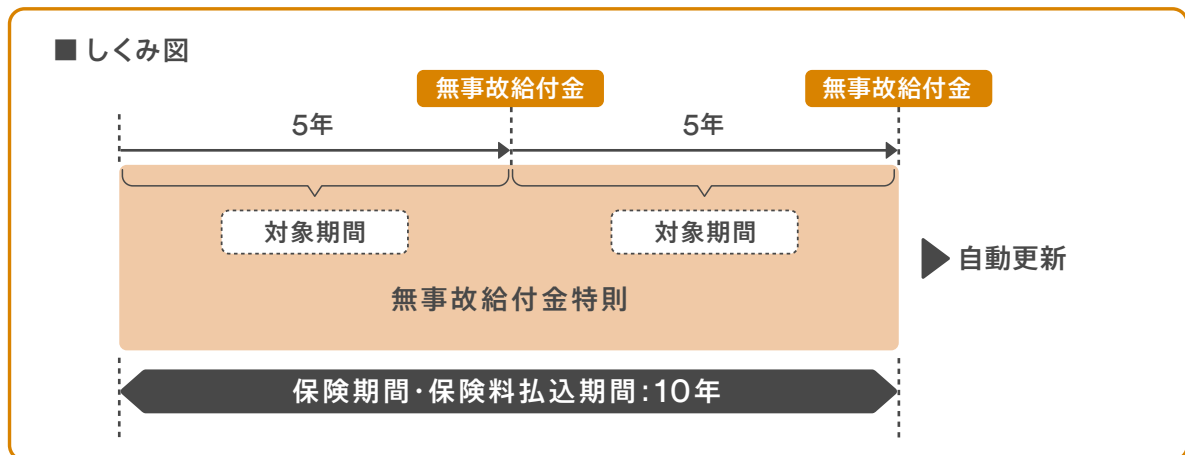 ■ しくみ図
無事故給付金 無事故給付金
5年 5年
対象期間 対象期間
自動更新
無事故給付金特則
保険期間・保険料払込期間:10年